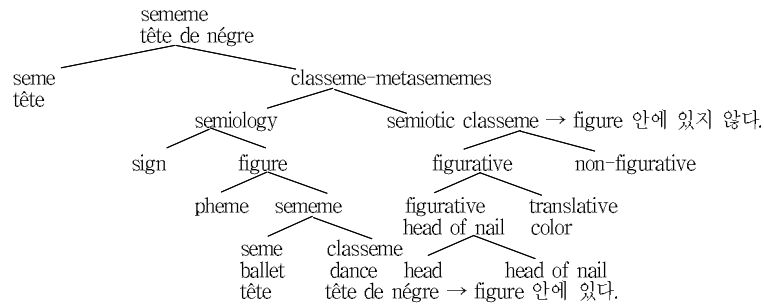 sememe
tête de négre
seme
classeme-metasememes
tête
semiology
semiotic classeme → figure 안에 있지 않다.
sign
figure
figurative
non-figurative
pheme
sememe
figurative
translative
head of nail
color
seme
classeme
ballet
dance
head
head of nail
tête
tête de négre → figure 안에 있다.